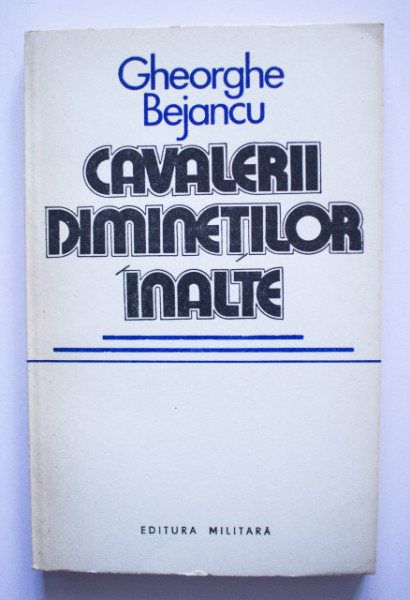 Gheorghe
Bejancu
CAVALERII
DIMINEȚILOR
ÎNALTE
EDITURA MILITARĂ